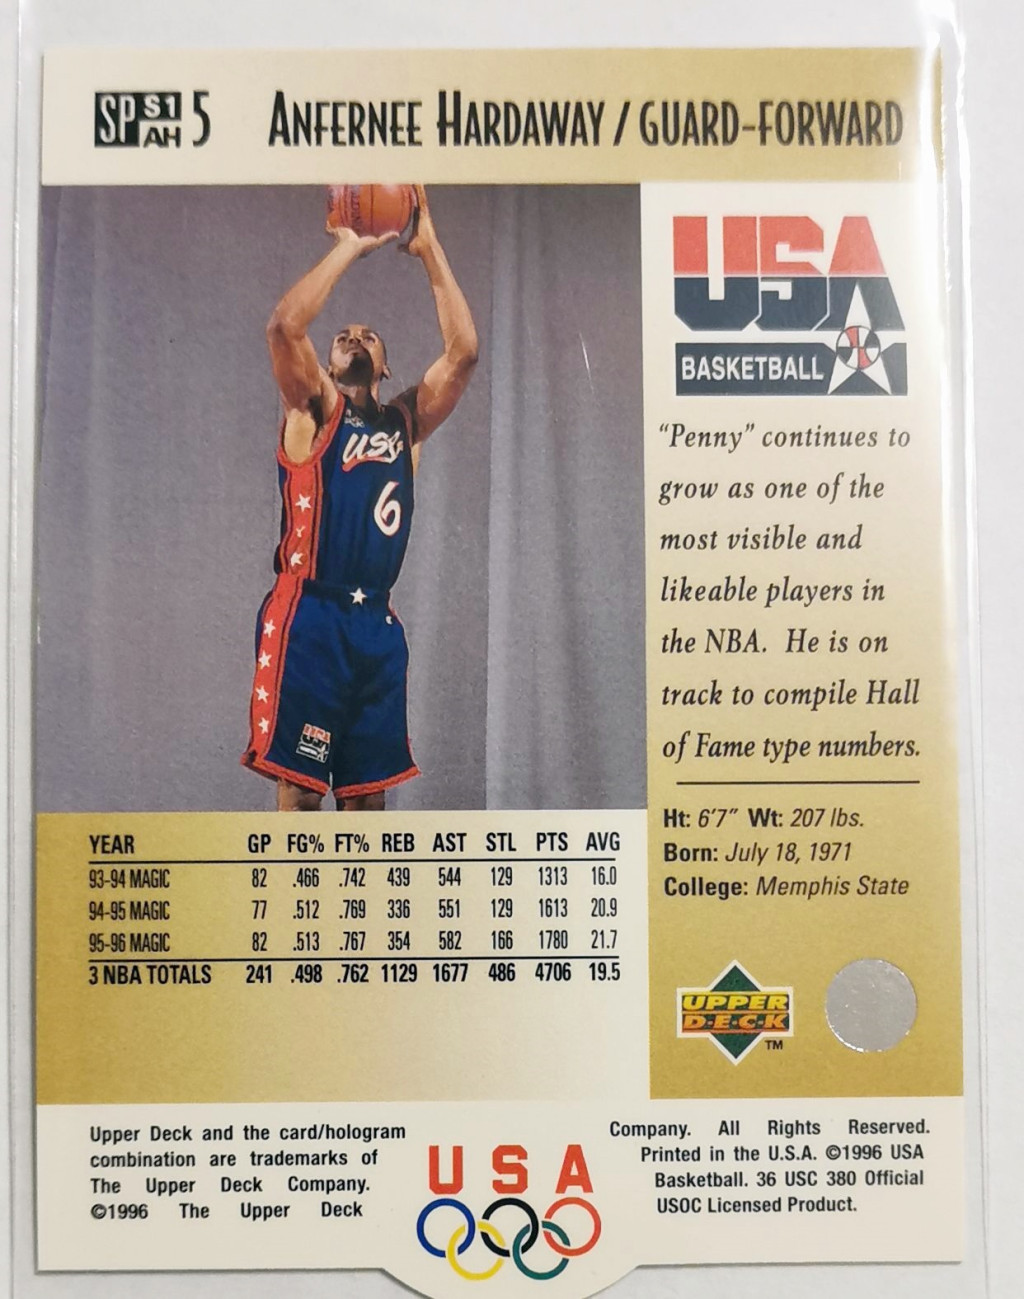 SP S1 AH 5 ANFERNEE HARDAWAY / GUARD-FORWARD
USA
BASKETBALL
USA
6
USA
"Penny" continues to
grow as one of the
most visible and
likeable players in
the NBA. He is on
track to compile Hall
of Fame type numbers.
Ht: 6'7" Wt: 207 lbs.
Born: July 18, 1971
College: Memphis State
YEAR GP FG% FT% REB AST STL PTS AVG
93-94 MAGIC 82 .466 .742 439 544 129 1313 16.0
94-95 MAGIC 77 .512 .769 336 551 129 1613 20.9
95-96 MAGIC 82 .513 .767 354 582 166 1780 21.7
3 NBA TOTALS 241 .498 .762 1129 1677 486 4706 19.5
UPPER
D·E·C·K
TM
Upper Deck and the card/hologram
combination are trademarks of
The Upper Deck Company.
©1996 The Upper Deck
USA
Company. All Rights Reserved.
Printed in the U.S.A. ©1996 USA
Basketball. 36 USC 380 Official
USOC Licensed Product.